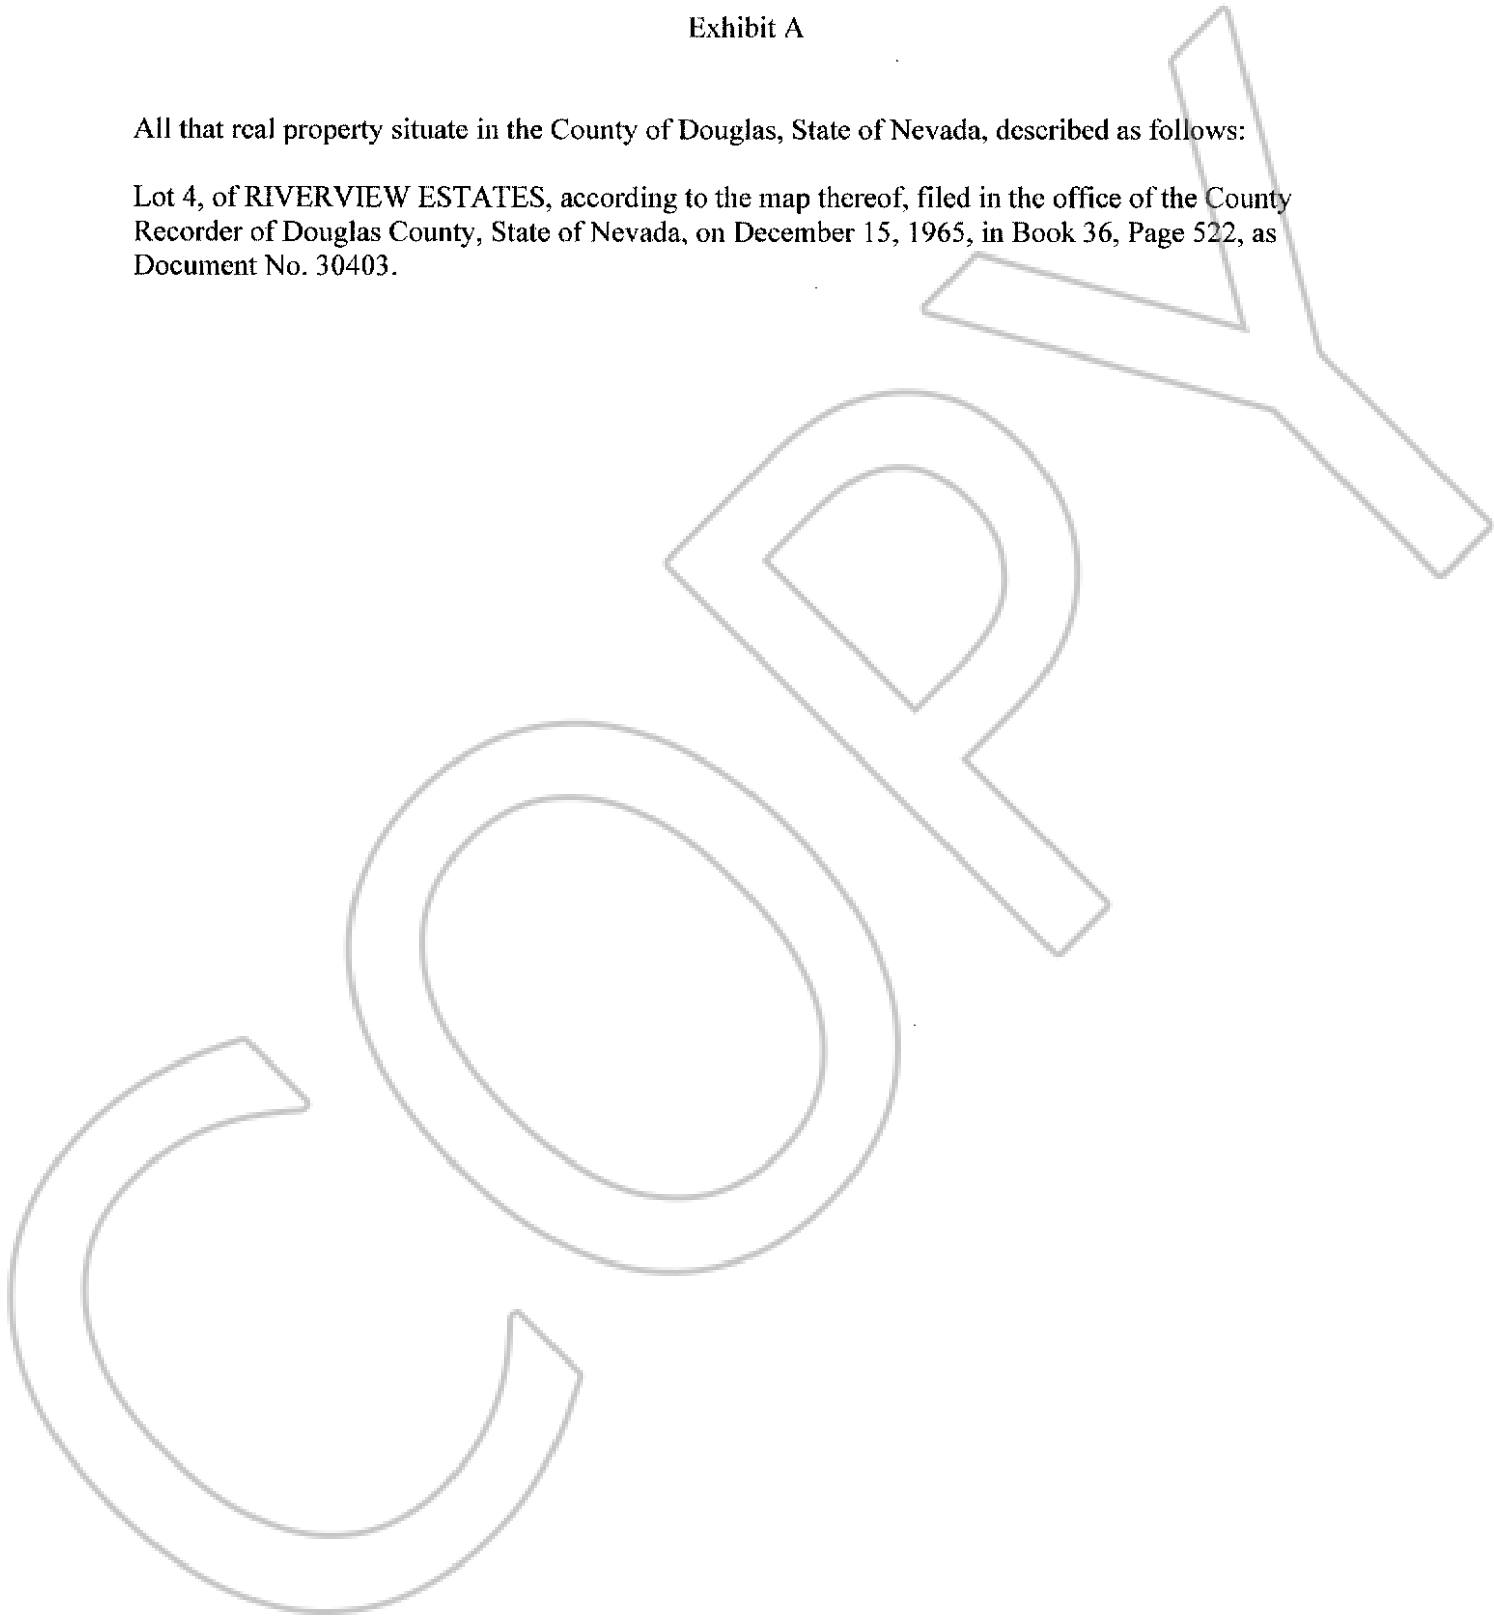 Exhibit A
All that real property situate in the County of Douglas, State of Nevada, described as follows:
Lot 4, of RIVERVIEW ESTATES, according to the map thereof, filed in the office of the County
Recorder of Douglas County, State of Nevada, on December 15, 1965, in Book 36, Page 522, as
Document No. 30403.
COPY